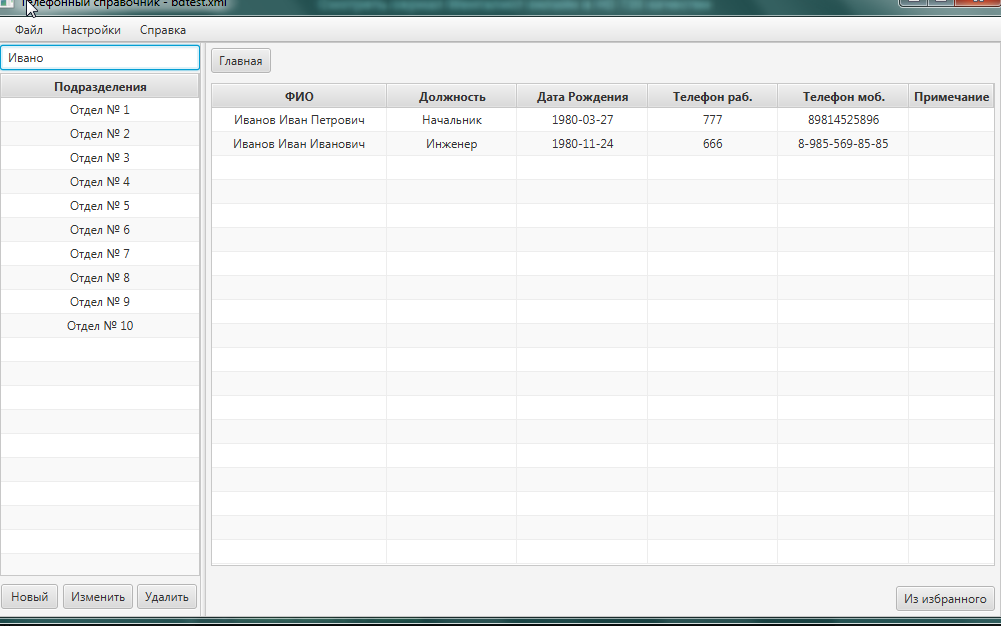 Телефонный справочник - bdtest.xml
Файл Настройки Справка
Ивано
Главная
Подразделения
Отдел № 1
Отдел № 2
Отдел № 3
Отдел № 4
Отдел № 5
Отдел № 6
Отдел № 7
Отдел № 8
Отдел № 9
Отдел № 10
ФИО Должность Дата Рождения Телефон раб. Телефон моб. Примечание
Иванов Иван Петрович Начальник 1980-03-27 777 89814525896
Иванов Иван Иванович Инженер 1980-11-24 666 8-985-569-85-85
Новый Изменить Удалить
Из избранного